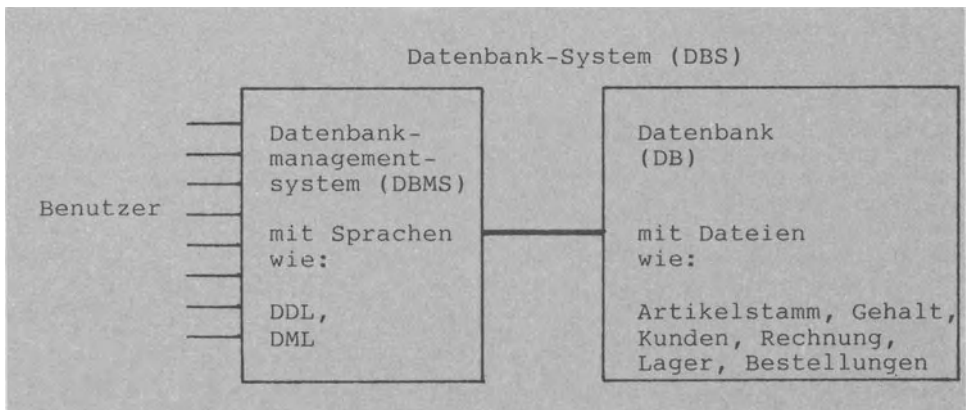 Datenbank-System (DBS)
Benutzer
Datenbank-
management-
system (DBMS)
mit Sprachen
wie:
DDL,
DML
Datenbank
(DB)
mit Dateien
wie:
Artikelstamm, Gehalt,
Kunden, Rechnung,
Lager, Bestellungen